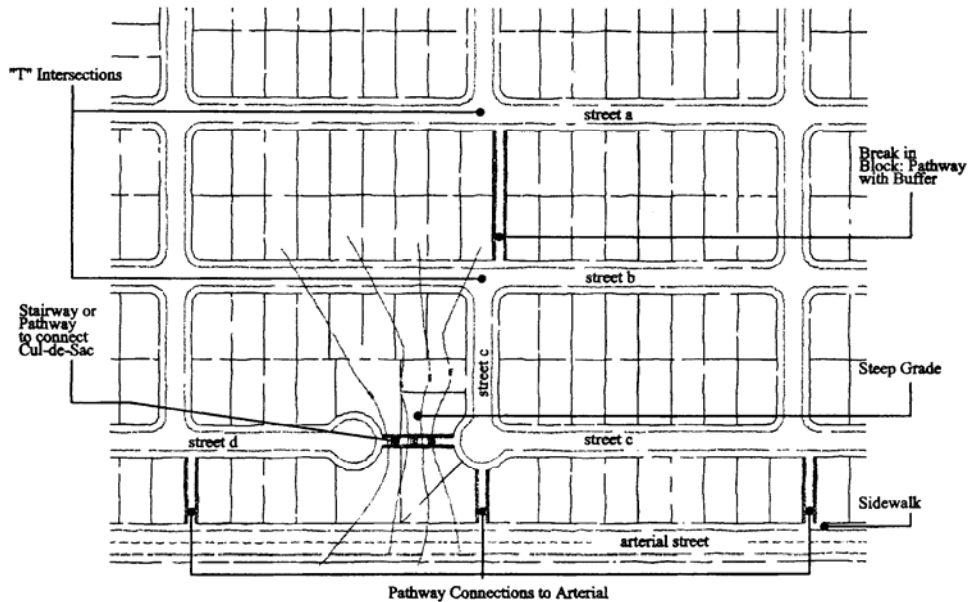 "T" Intersections
street a
Break in
Block: Pathway
with Buffer
street b
Stairway or
Pathway
to connect
Cul-de-Sac
street c
Steep Grade
street d
street c
Sidewalk
arterial street
Pathway Connections to Arterial